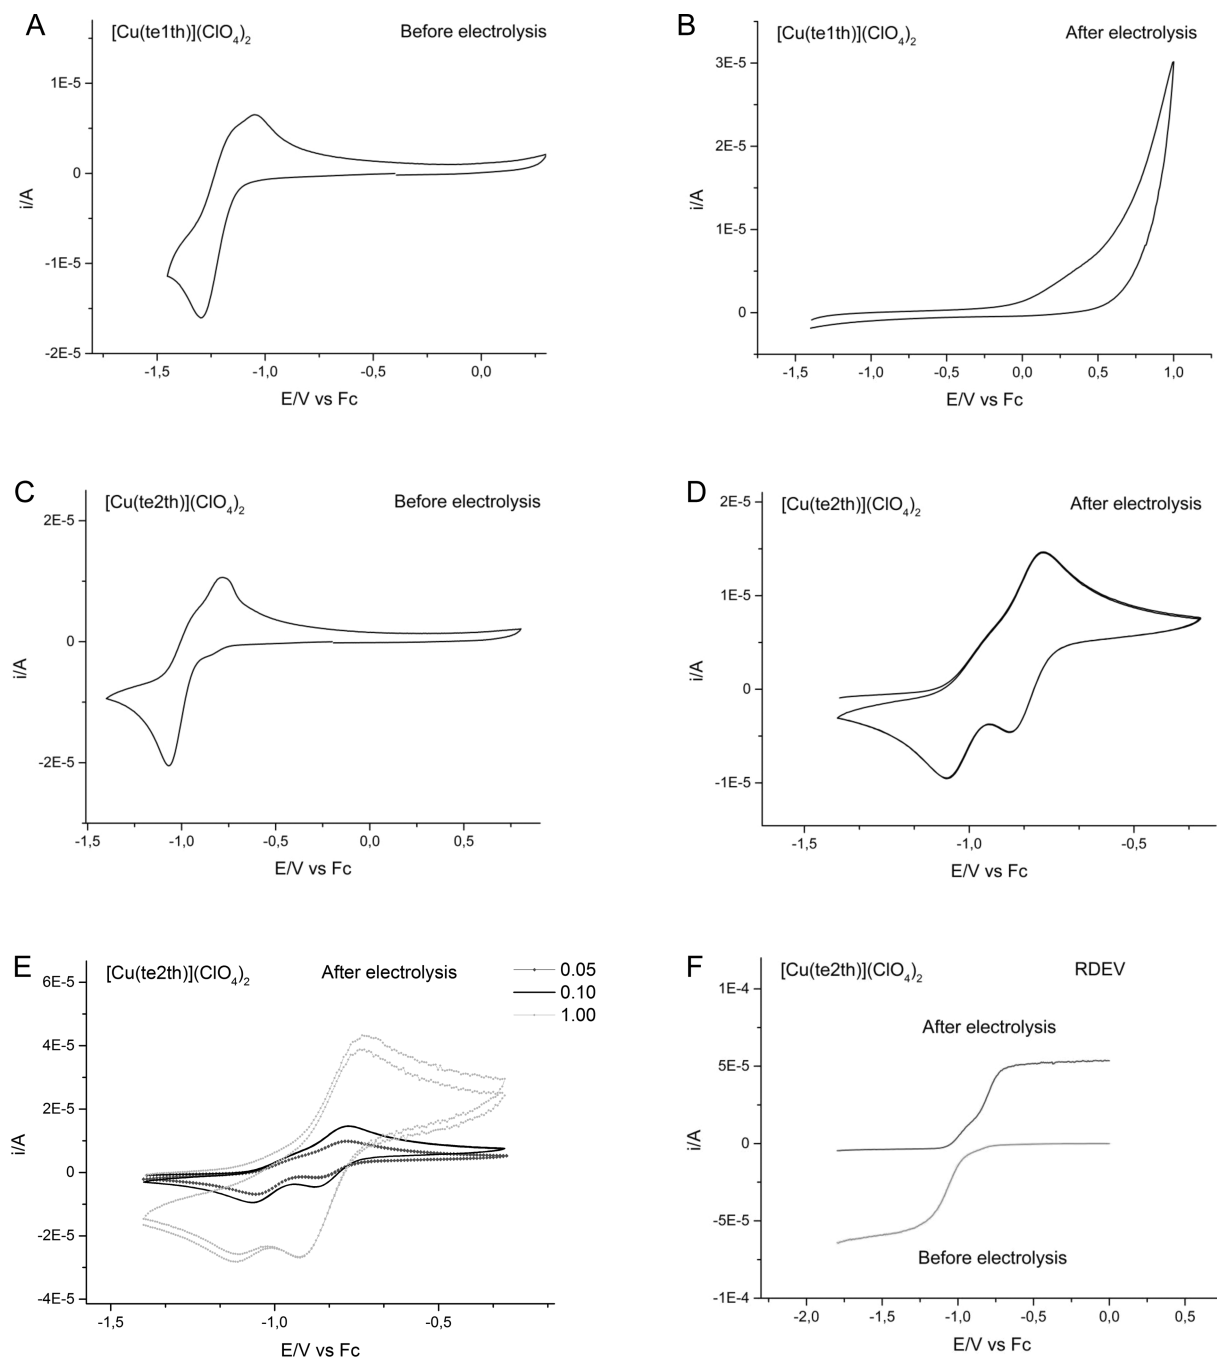 A
[Cu(te1th)](ClO₄)₂ Before electrolysis
1E-5
0
-1E-5
-2E-5
i/A
-1,5 -1,0 -0,5 0,0
E/V vs Fc
B
[Cu(te1th)](ClO₄)₂ After electrolysis
3E-5
2E-5
1E-5
0
i/A
-1,5 -1,0 -0,5 0,0 0,5 1,0
E/V vs Fc
C
[Cu(te2th)](ClO₄)₂ Before electrolysis
2E-5
0
-2E-5
i/A
-1,5 -1,0 -0,5 0,0 0,5
E/V vs Fc
D
[Cu(te2th)](ClO₄)₂ After electrolysis
2E-5
1E-5
0
-1E-5
i/A
-1,5 -1,0 -0,5
E/V vs Fc
E
[Cu(te2th)](ClO₄)₂ After electrolysis
0.05
0.10
1.00
6E-5
4E-5
2E-5
0
-2E-5
-4E-5
i/A
-1,5 -1,0 -0,5
E/V vs Fc
F
[Cu(te2th)](ClO₄)₂ RDEV
After electrolysis
Before electrolysis
1E-4
5E-5
0
-5E-5
-1E-4
i/A
-2,0 -1,5 -1,0 -0,5 0,0 0,5
E/V vs Fc